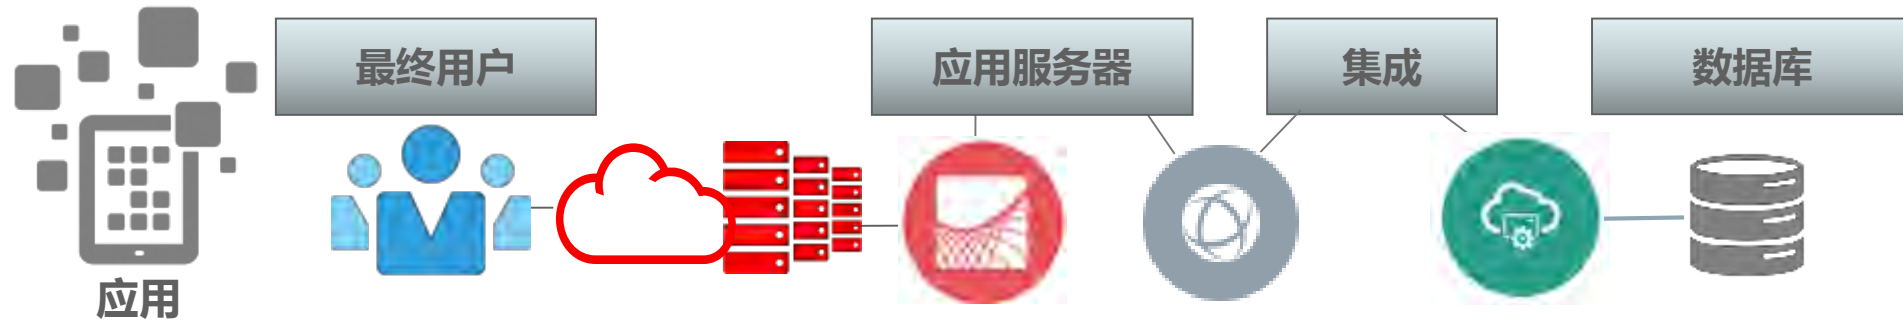 最终用户
应用服务器
集成
数据库
应用